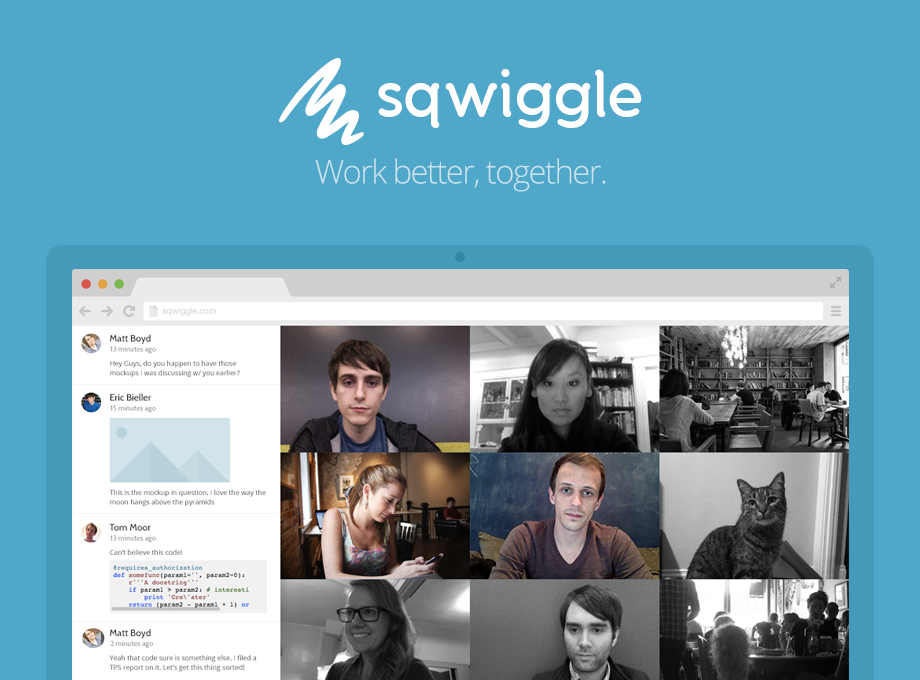 sqwiggle
Work better, together.
sqwiggle.com
Matt Boyd
13 minutes ago
Hey Guys, do you happen to have those
mockups I was discussing w/ you earlier?
Eric Bieller
15 minutes ago
This is the mockup in question. I love the way the
moon hangs above the pyramids
Tom Moor
13 minutes ago
Can't believe this code!
#requires_authorization
def somefunc(param1='', param2=0):
r'''A docstring'''
if param1 > param2: # interesti
print 'Gre\'ater'
return (param2 - param1 + 1) or
Matt Boyd
2 minutes ago
Yeah that code sure is something else. I filed a
TPS report on it. Let's get this thing sorted!